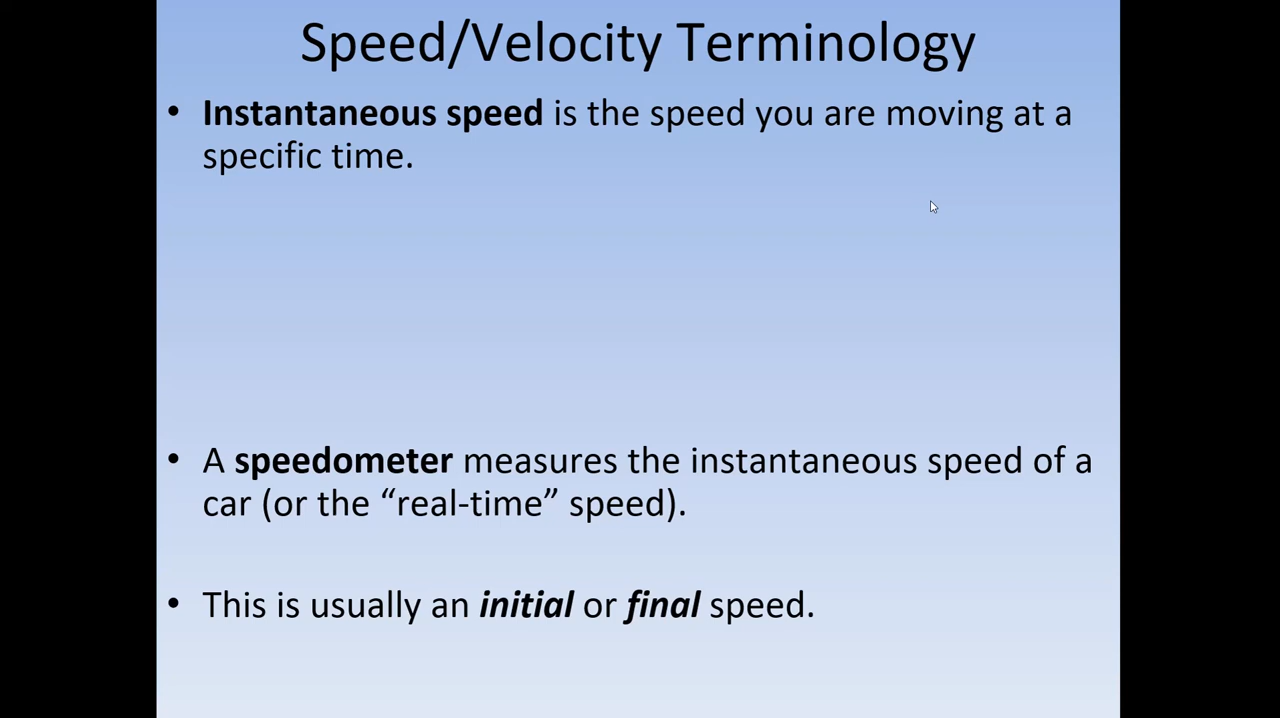 Speed/Velocity Terminology
• Instantaneous speed is the speed you are moving at a
specific time.
• A speedometer measures the instantaneous speed of a
car (or the “real-time” speed).
• This is usually an initial or final speed.